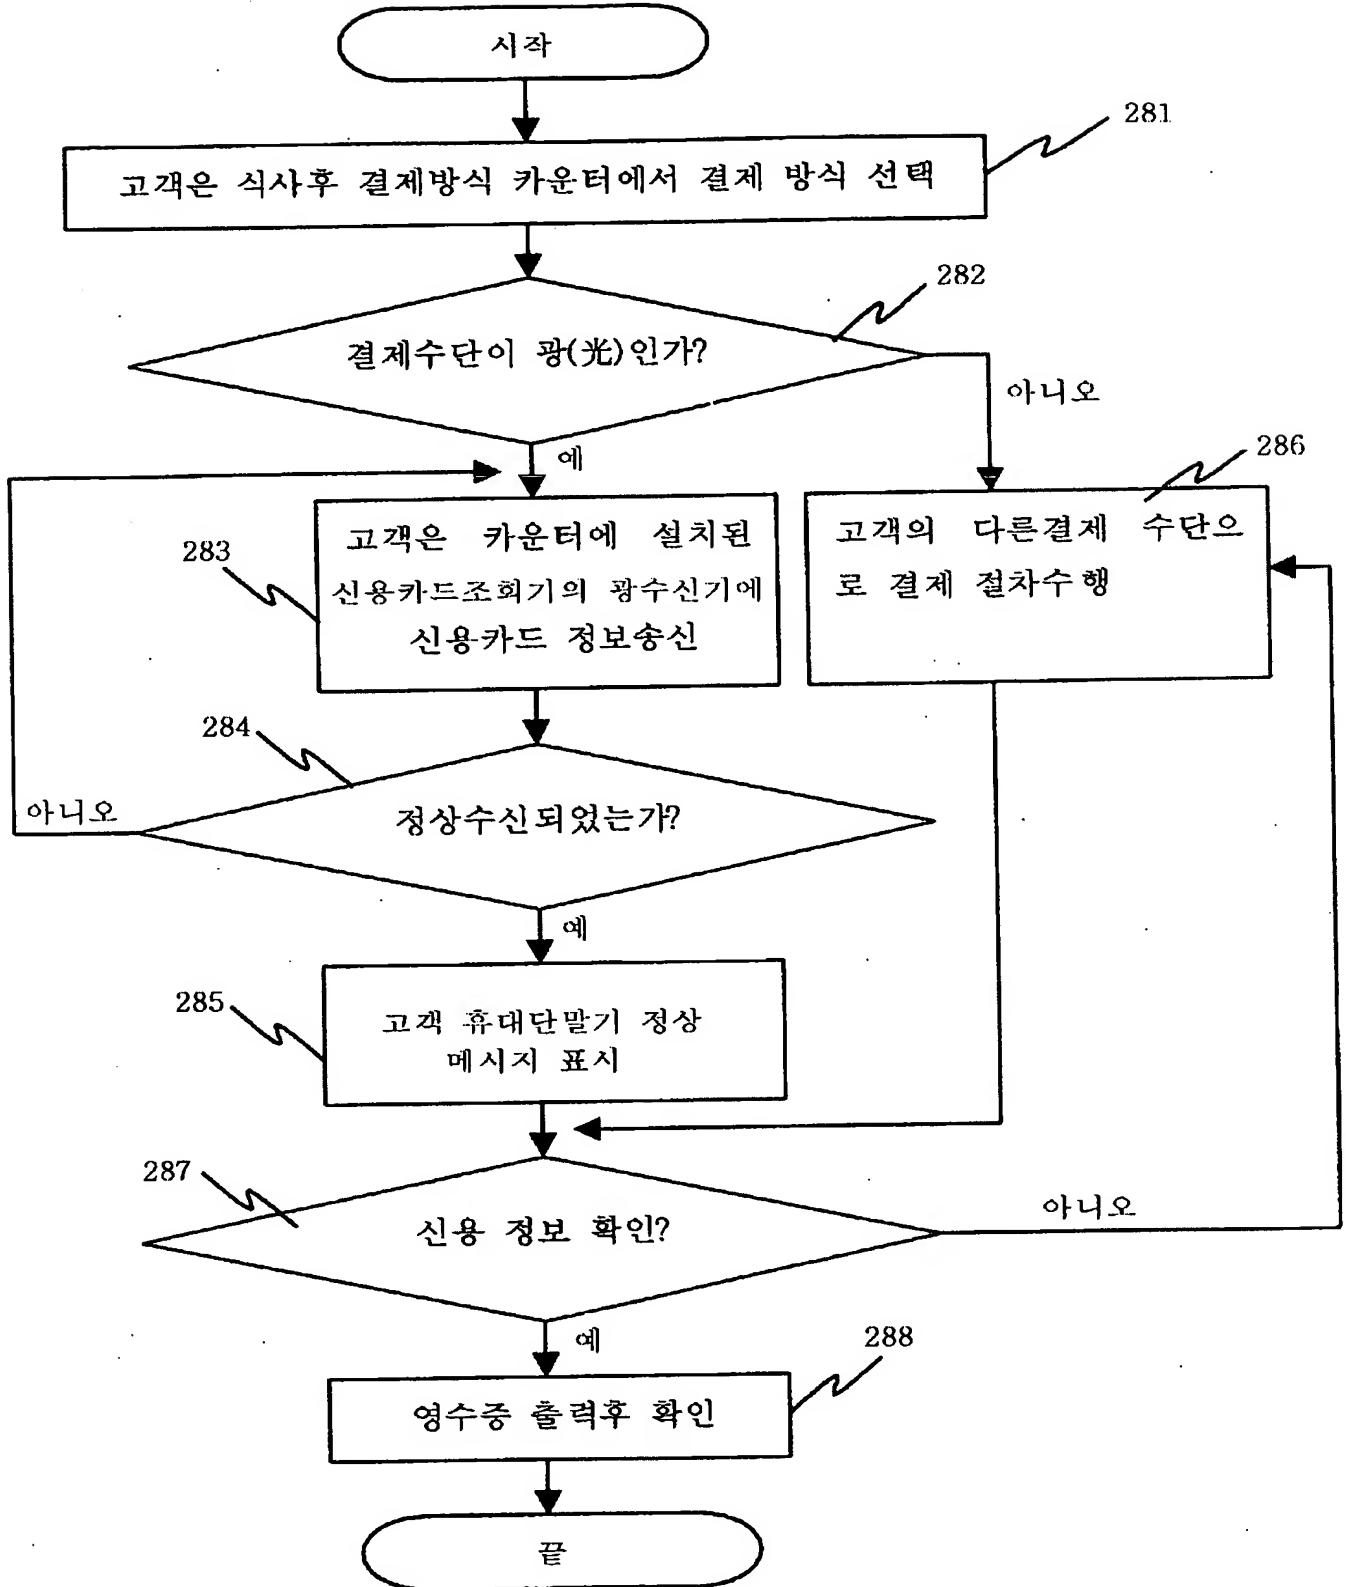 시작
281
고객은 식사후 결제방식 카운터에서 결제 방식 선택
282
결제수단이 광(光)인가?
아니오
예
286
고객은 카운터에 설치된
신용카드조회기의 광수신기에
신용카드 정보송신
283
고객의 다른결제 수단으
로 결제 절차수행
284
아니오
정상수신되었는가?
예
285
고객 휴대단말기 정상
메시지 표시
287
신용 정보 확인?
아니오
예
288
영수증 출력후 확인
끝